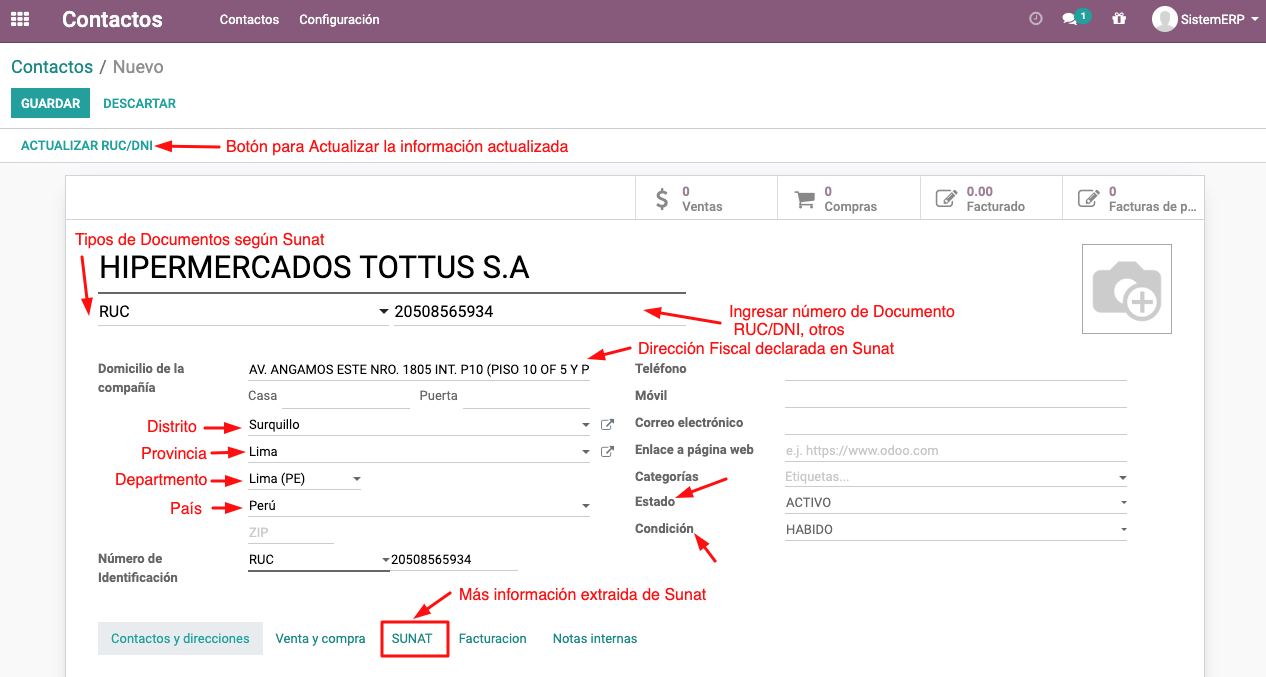 Contactos Contactos Configuración 1 SistemERP
Contactos / Nuevo
GUARDAR DESCARTAR
ACTUALIZAR RUC/DNI Botón para Actualizar la información actualizada
0 Ventas
0 Compras
0.00 Facturado
0 Facturas de p...
Tipos de Documentos según Sunat
HIPERMERCADOS TOTTUS S.A
RUC 20508565934
Ingresar número de Documento
RUC/DNI, otros
Dirección Fiscal declarada en Sunat
Domicilio de la
compañía
AV. ANGAMOS ESTE NRO. 1805 INT. P10 (PISO 10 OF 5 Y P
Casa Puerta
Distrito Surquillo
Provincia Lima
Departmento Lima (PE)
País Perú
ZIP
Número de
Identificación
RUC 20508565934
Teléfono
Móvil
Correo electrónico
Enlace a página web e.j. https://www.odoo.com
Categorías Etiquetas...
Estado ACTIVO
Condición HABIDO
Más información extraida de Sunat
Contactos y direcciones Venta y compra SUNAT Facturacion Notas internas